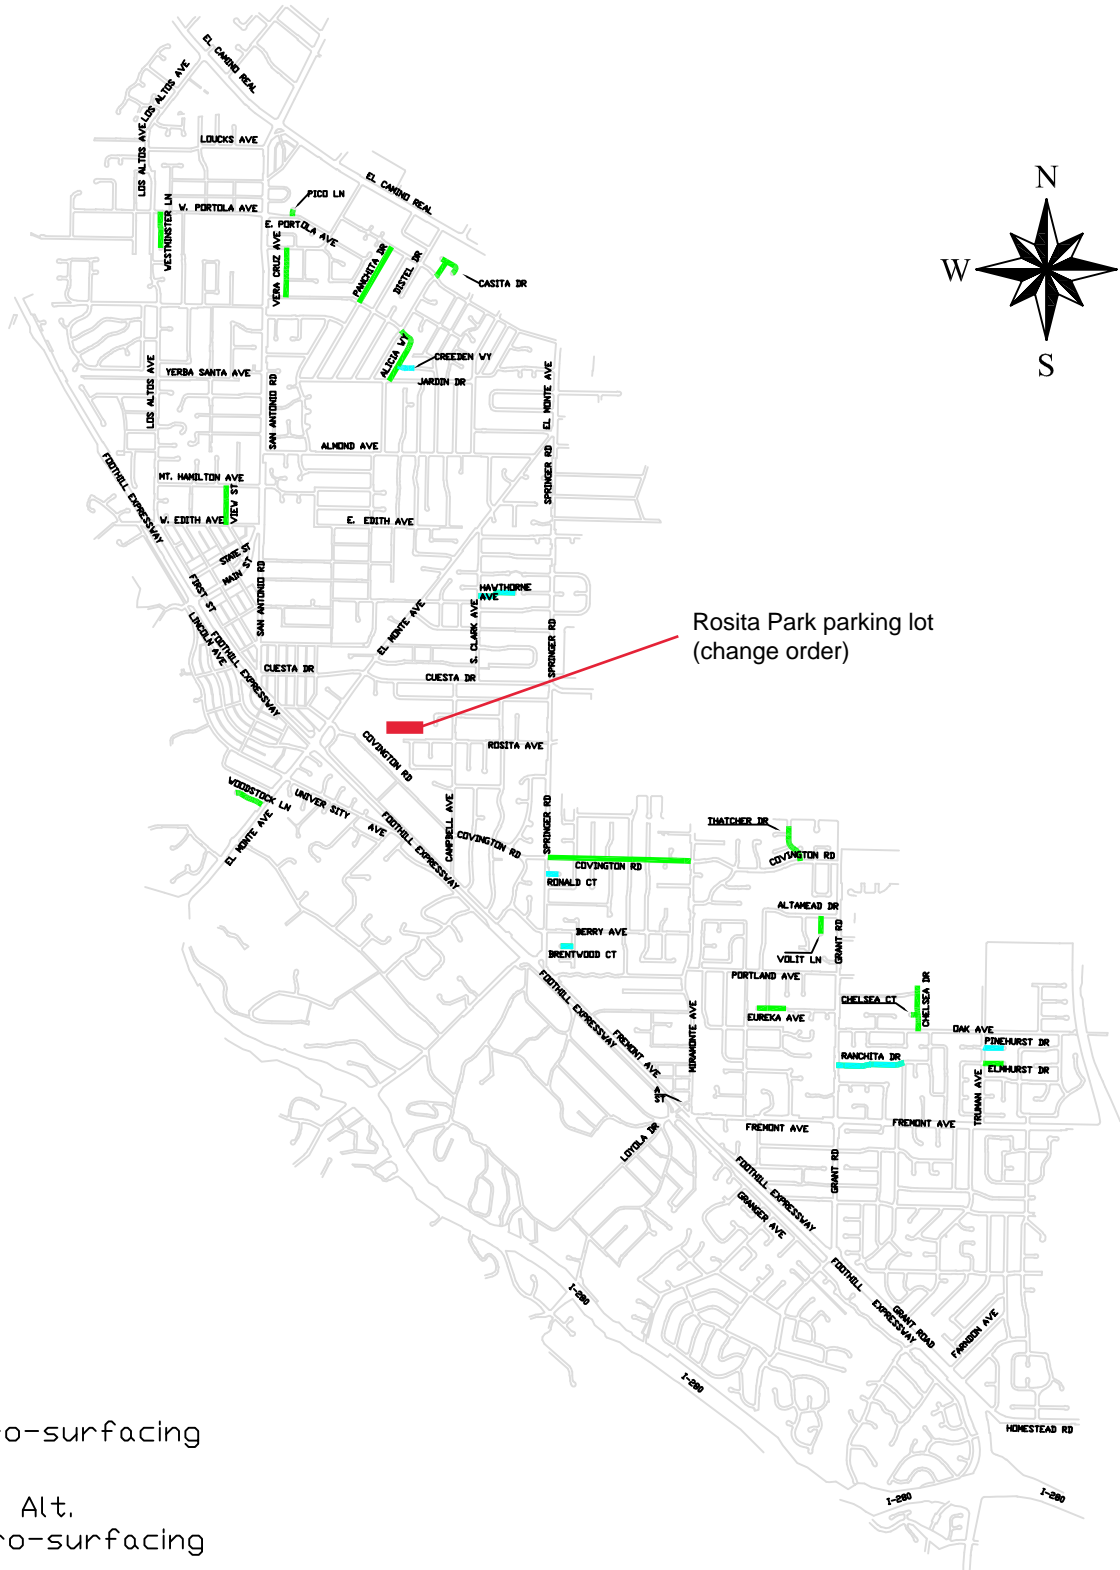 EL CAMINO REAL
LOS ALTOS AVE
LOUCKS AVE
LOS ALTOS AVE
EL CAMINO REAL
PICO LN
W. PORTOLA AVE
WESTMINSTER LN
E. PORTOLA AVE
VERA CRUZ AVE
PANCHITA DR
DISTEL DR
CASITA DR
N
W
S
ALICIA WY
CREEDEN WY
YERBA SANTA AVE
JARDIN DR
LOS ALTOS AVE
SAN ANTONIO RD
EL MONTE AVE
ALMOND AVE
SPRINGER RD
FOOTHILL EXPRESSWAY
MT. HAMILTON AVE
VIEW ST
W. EDITH AVE
E. EDITH AVE
STATE ST
MAIN ST
FIRST ST
SAN ANTONIO RD
LINCOLN AVE
FOOTHILL EXPRESSWAY
HAWTHORNE
AVE
EL MONTE AVE
S. CLARK AVE
SPRINGER RD
CUESTA DR
CUESTA DR
Rosita Park parking lot
(change order)
COVINGTON RD
ROSITA AVE
WOODSTOCK LN
UNIVER SITY
AVE
EL MONTE AVE
FOOTHILL EXPRESSWAY
CAMPBELL AVE
COVINGTON RD
SPRINGER RD
COVINGTON RD
RONALD CT
THATCHER DR
COVINGTON RD
ALTAMEAD DR
GRANT RD
VOLIT LN
BERRY AVE
BRENTWOOD CT
PORTLAND AVE
FOOTHILL EXPRESSWAY
FREMONT AVE
MIRAMONTE AVE
EUREKA AVE
CHELSEA CT
CHELSEA DR
OAK AVE
PINEHURST DR
RANCHITA DR
ELMHURST DR
TRUMAN AVE
A
ST
LOYOLA DR
FREMONT AVE
FREMONT AVE
GRANT RD
FOOTHILL EXPRESSWAY
GRANGER AVE
FOOTHILL
EXPRESSWAY
GRANT ROAD
FARNDON AVE
I-280
I-280
HOMESTEAD RD
I-280
I-280
o-surfacing
Alt.
ro-surfacing